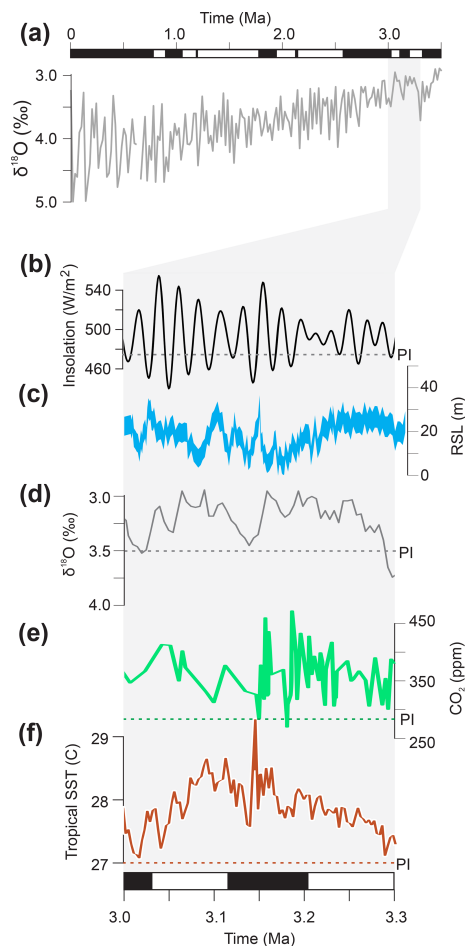 Time (Ma)
(a)
0 1.0 2.0 3.0
3.0
4.0
5.0
δ¹⁸O (‰)
(b)
540
500
460
Insolation (W/m²)
PI
(c)
40
20
0
RSL (m)
(d)
3.0
3.5
4.0
δ¹⁸O (‰)
PI
(e)
450
350
250
CO₂ (ppm)
PI
(f)
29
28
27
Tropical SST (C)
PI
3.0 3.1 3.2 3.3
Time (Ma)